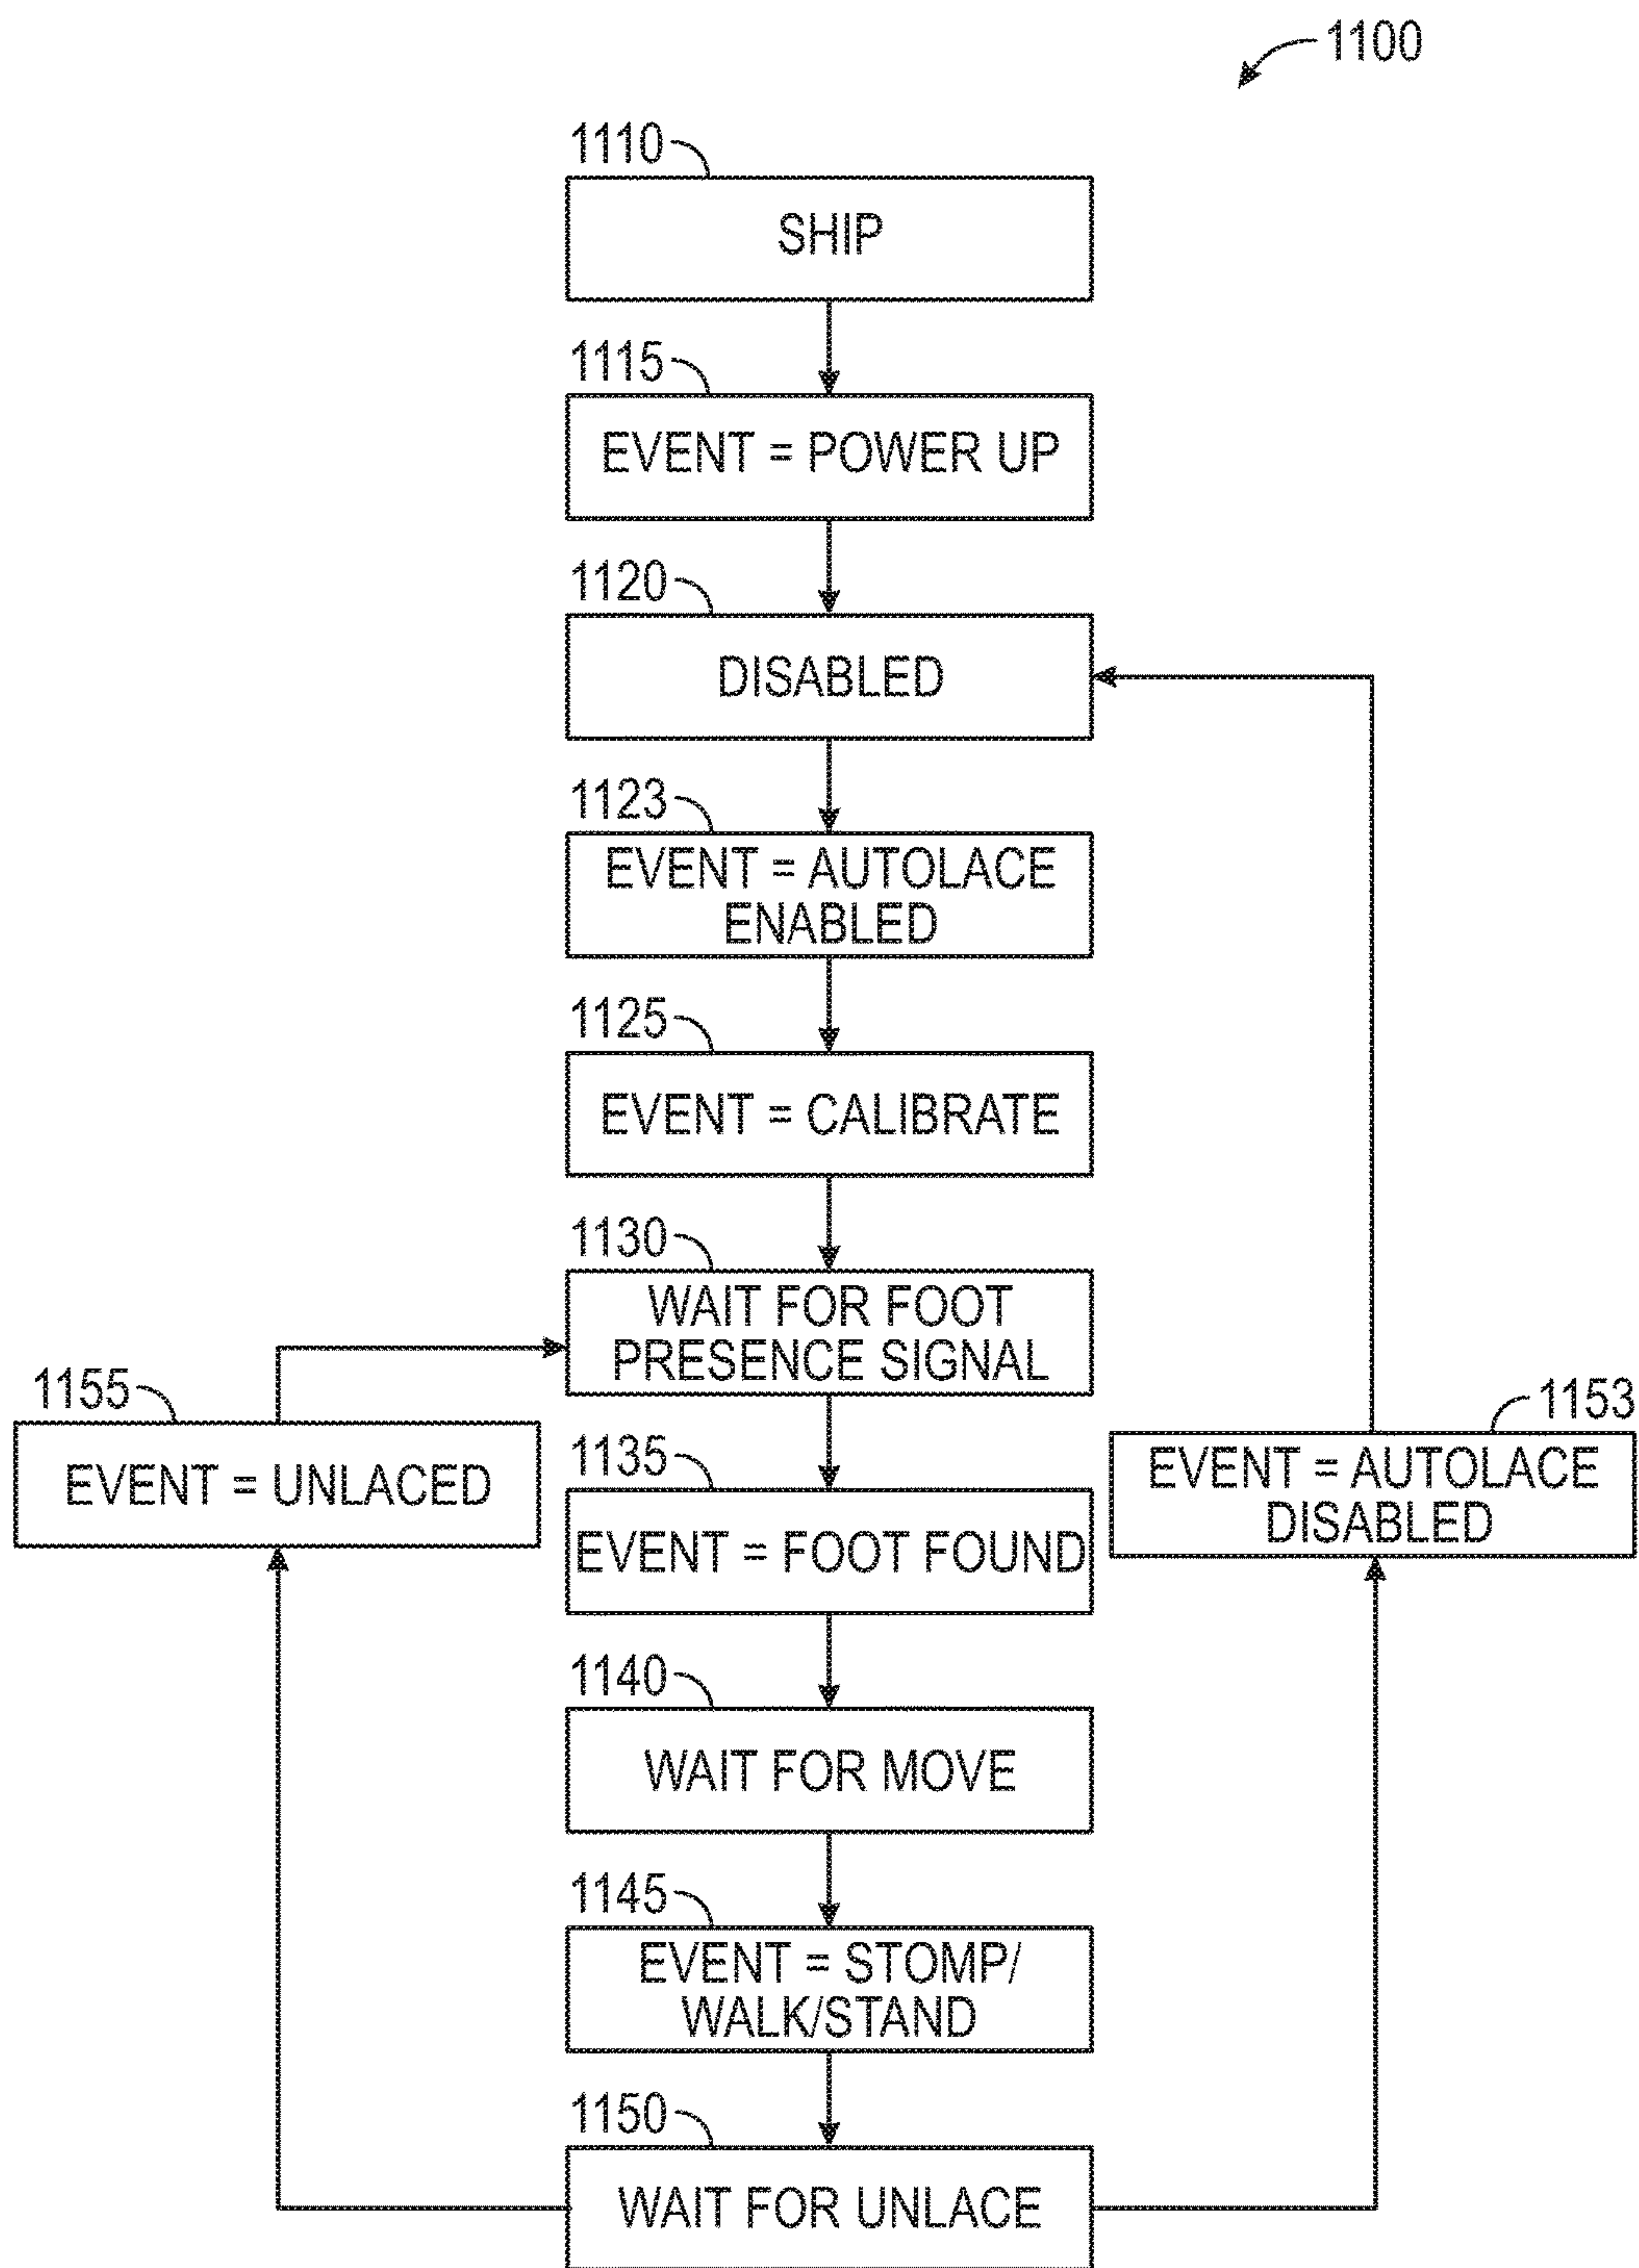 1100
1110
SHIP
1115
EVENT = POWER UP
1120
DISABLED
1123
EVENT = AUTOLACE
ENABLED
1125
EVENT = CALIBRATE
1130
WAIT FOR FOOT
PRESENCE SIGNAL
1155
EVENT = UNLACED
1153
EVENT = AUTOLACE
DISABLED
1135
EVENT = FOOT FOUND
1140
WAIT FOR MOVE
1145
EVENT = STOMP/
WALK/STAND
1150
WAIT FOR UNLACE